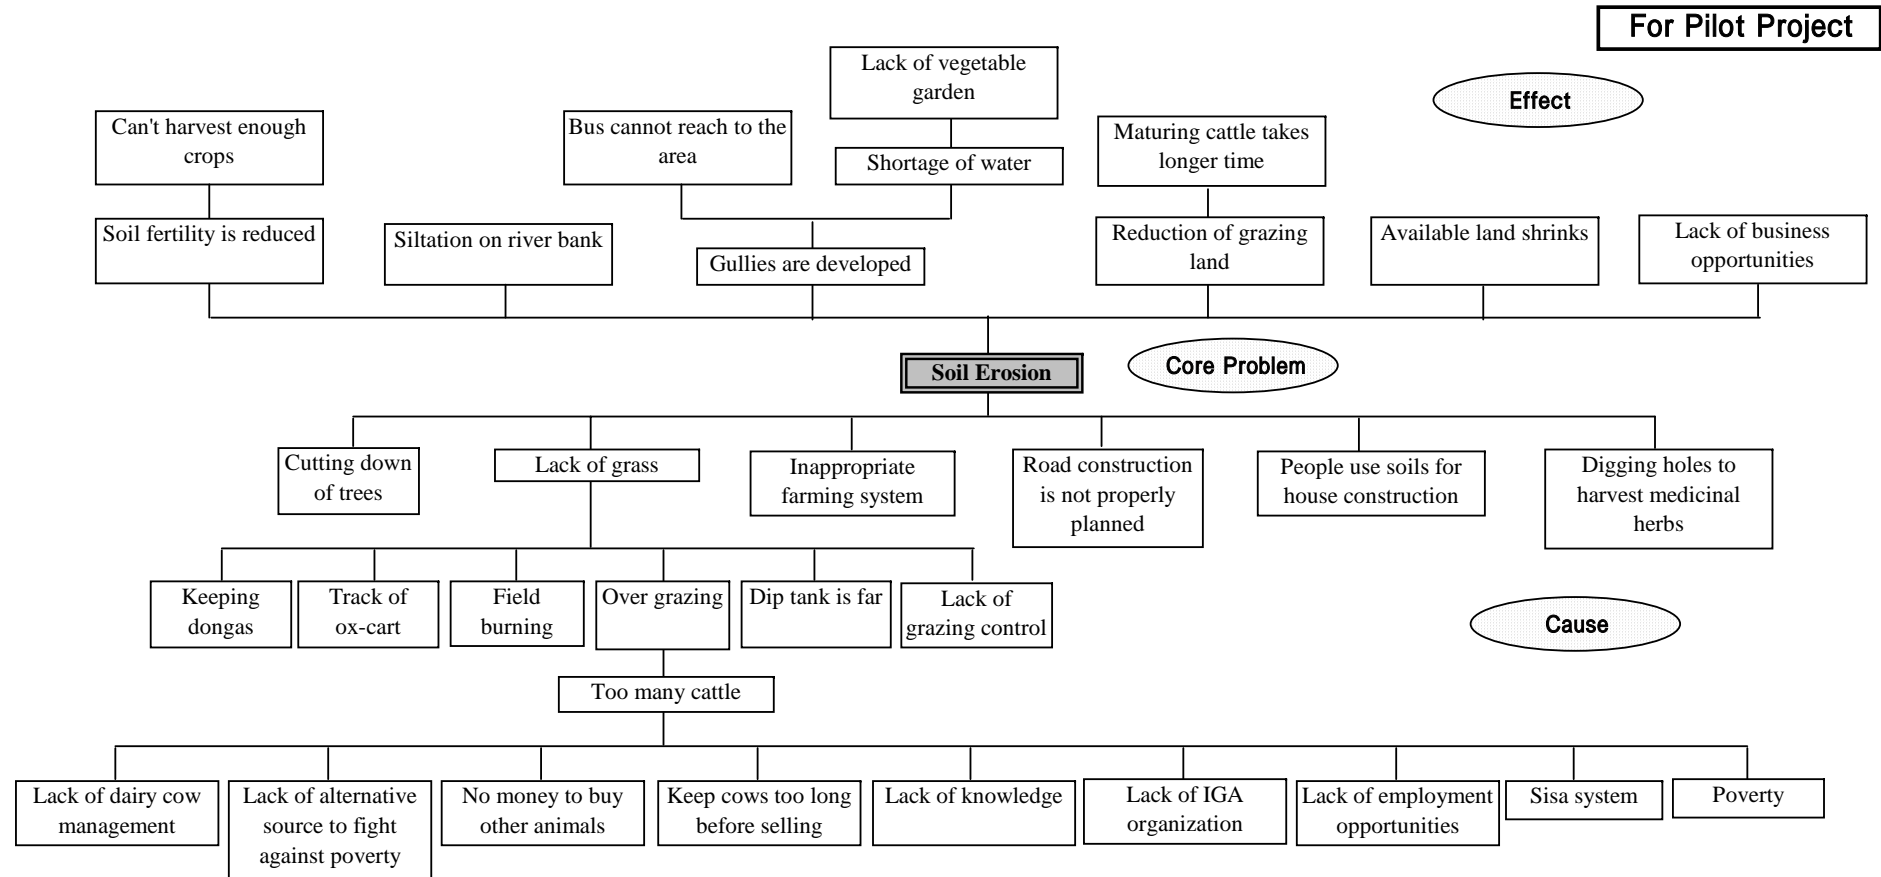 For Pilot Project
Lack of vegetable
garden
Effect
Can't harvest enough
crops
Bus cannot reach to the
area
Shortage of water
Maturing cattle takes
longer time
Soil fertility is reduced
Siltation on river bank
Gullies are developed
Reduction of grazing
land
Available land shrinks
Lack of business
opportunities
Soil Erosion
Core Problem
Cutting down
of trees
Lack of grass
Inappropriate
farming system
Road construction
is not properly
planned
People use soils for
house construction
Digging holes to
harvest medicinal
herbs
Keeping
dongas
Track of
ox-cart
Field
burning
Over grazing
Dip tank is far
Lack of
grazing control
Cause
Too many cattle
Lack of dairy cow
management
Lack of alternative
source to fight
against poverty
No money to buy
other animals
Keep cows too long
before selling
Lack of knowledge
Lack of IGA
organization
Lack of employment
opportunities
Sisa system
Poverty